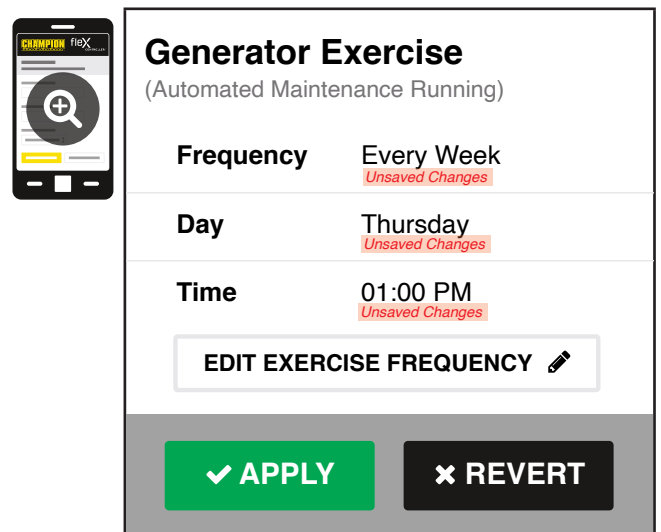 CHAMPION fleX
CONTROLLER
Generator Exercise
(Automated Maintenance Running)
Frequency Every Week
Unsaved Changes
Day Thursday
Unsaved Changes
Time 01:00 PM
Unsaved Changes
EDIT EXERCISE FREQUENCY
APPLY REVERT